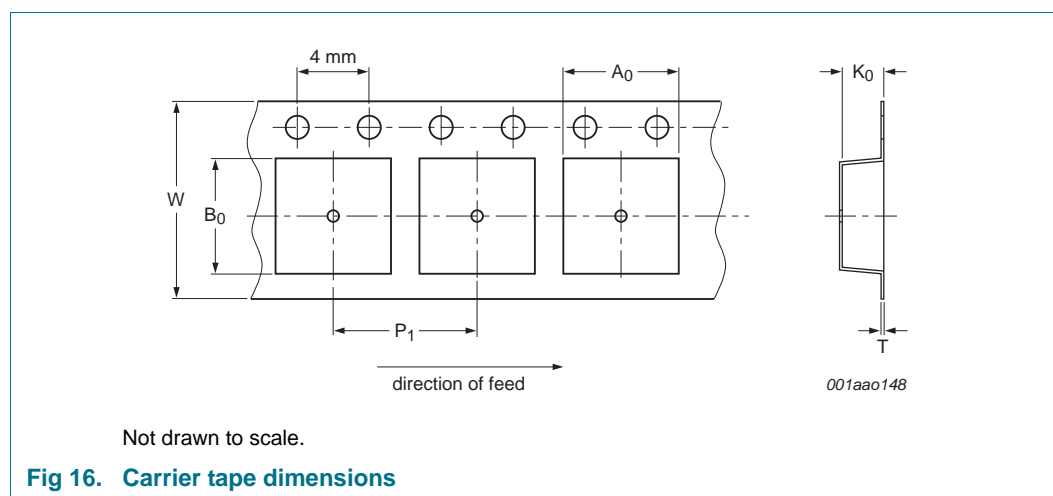 4 mm
A0
K0
W
B0
P1
T
direction of feed
001aao148
Not drawn to scale.
Fig 16. Carrier tape dimensions